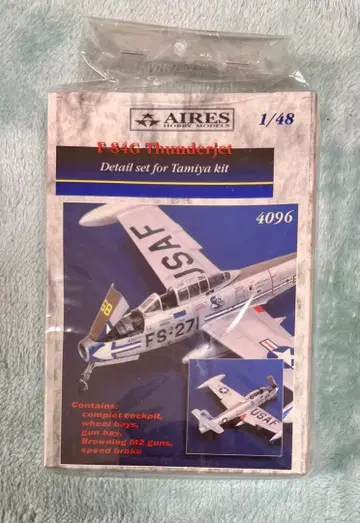 AIRES
HOBBY MODELS
1/48
F-84G Thunderjet
Detail set for Tamiya kit
4096
USAF
FS-271
USAF
Contains:
complet cockpit,
wheel bays,
gun bay,
Browning M2 guns,
speed brake